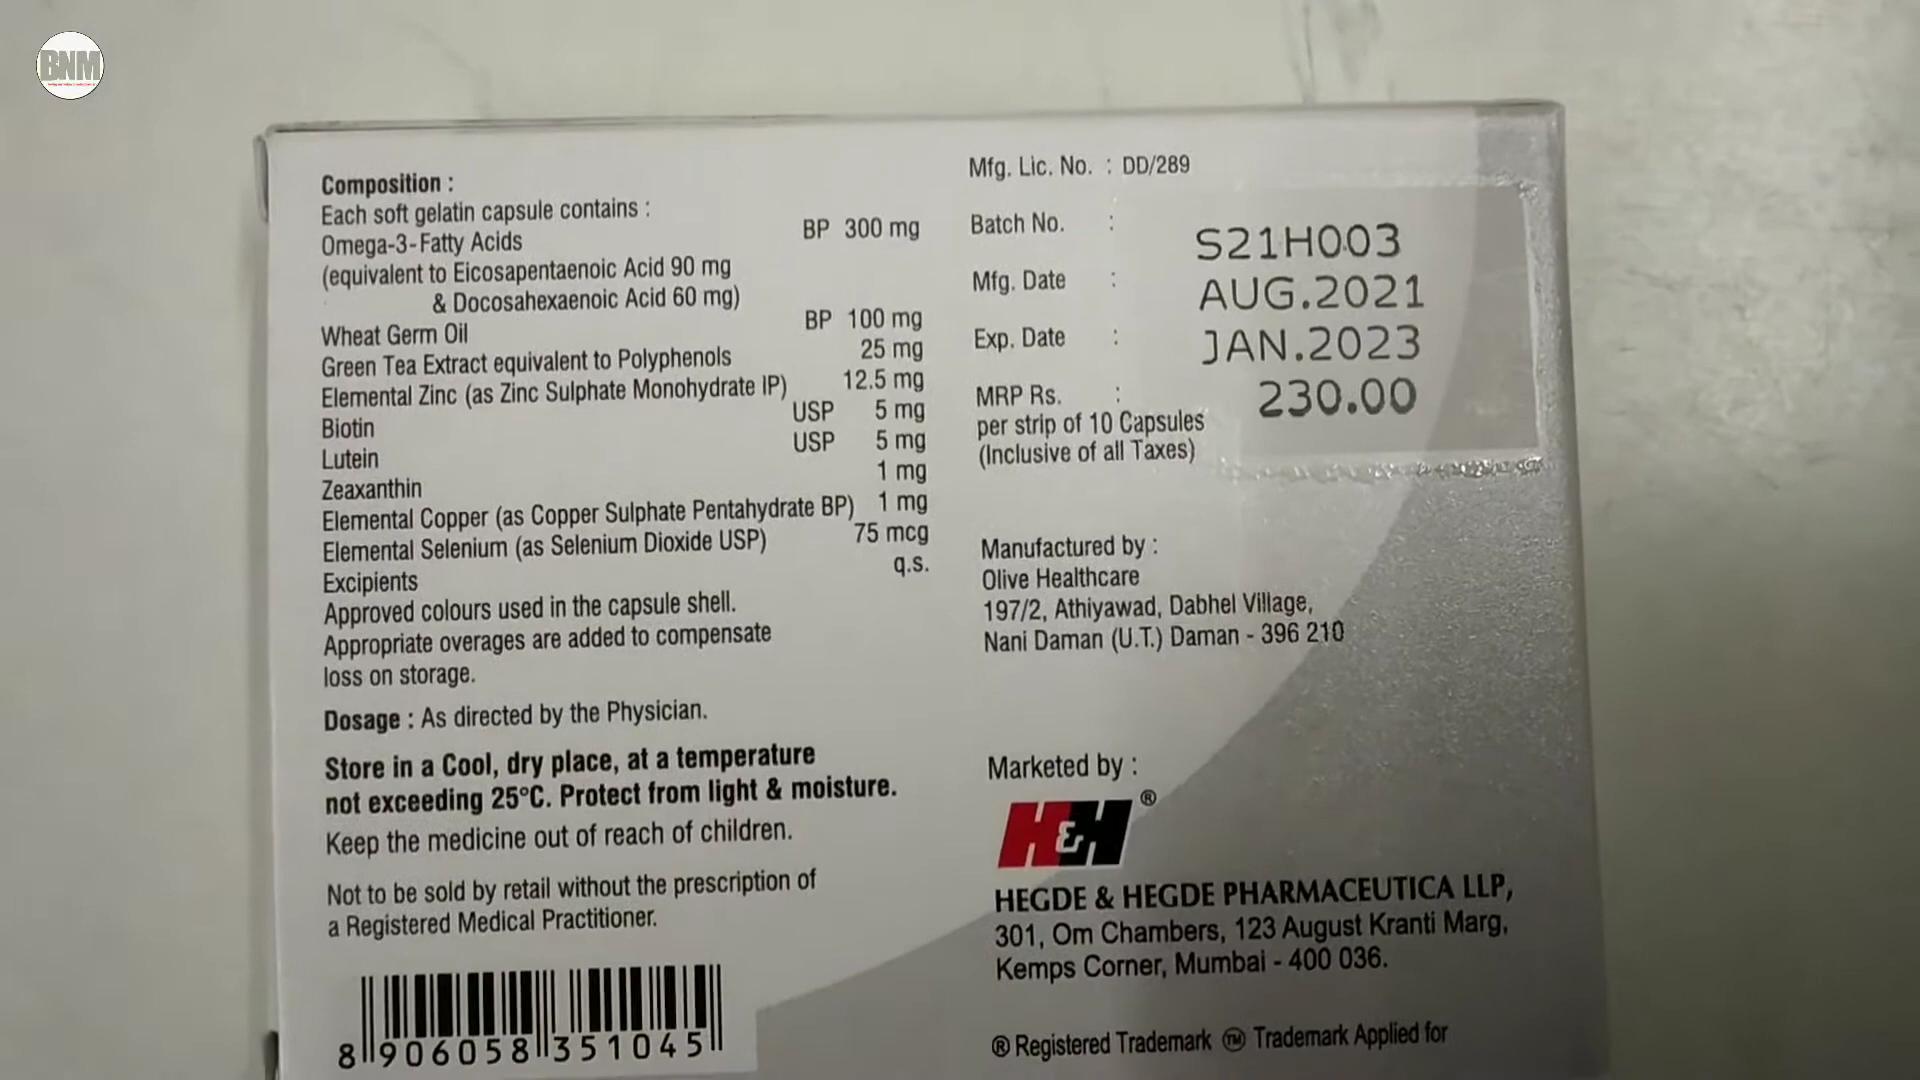 BNM
Composition :
Each soft gelatin capsule contains :
Omega-3-Fatty Acids BP 300 mg
(equivalent to Eicosapentaenoic Acid 90 mg
& Docosahexaenoic Acid 60 mg)
Wheat Germ Oil BP 100 mg
Green Tea Extract equivalent to Polyphenols 25 mg
Elemental Zinc (as Zinc Sulphate Monohydrate IP) 12.5 mg
Biotin USP 5 mg
Lutein USP 5 mg
Zeaxanthin 1 mg
Elemental Copper (as Copper Sulphate Pentahydrate BP) 1 mg
Elemental Selenium (as Selenium Dioxide USP) 75 mcg
Excipients q.s.
Approved colours used in the capsule shell.
Appropriate overages are added to compensate
loss on storage.
Dosage : As directed by the Physician.
Store in a Cool, dry place, at a temperature
not exceeding 25°C. Protect from light & moisture.
Keep the medicine out of reach of children.
Not to be sold by retail without the prescription of
a Registered Medical Practitioner.
8 906058 351045
Mfg. Lic. No. : DD/289
Batch No. : S21H003
Mfg. Date : AUG.2021
Exp. Date : JAN.2023
MRP Rs. : 230.00
per strip of 10 Capsules
(Inclusive of all Taxes)
Manufactured by :
Olive Healthcare
197/2, Athiyawad, Dabhel Village,
Nani Daman (U.T.) Daman - 396 210
Marketed by :
H&H ®
HEGDE & HEGDE PHARMACEUTICA LLP,
301, Om Chambers, 123 August Kranti Marg,
Kemps Corner, Mumbai - 400 036.
® Registered Trademark ™ Trademark Applied for